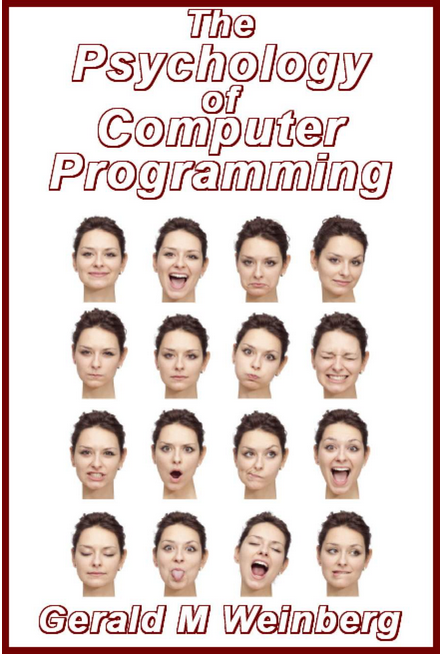 The
Psychology
of
Computer
Programming
Gerald M Weinberg